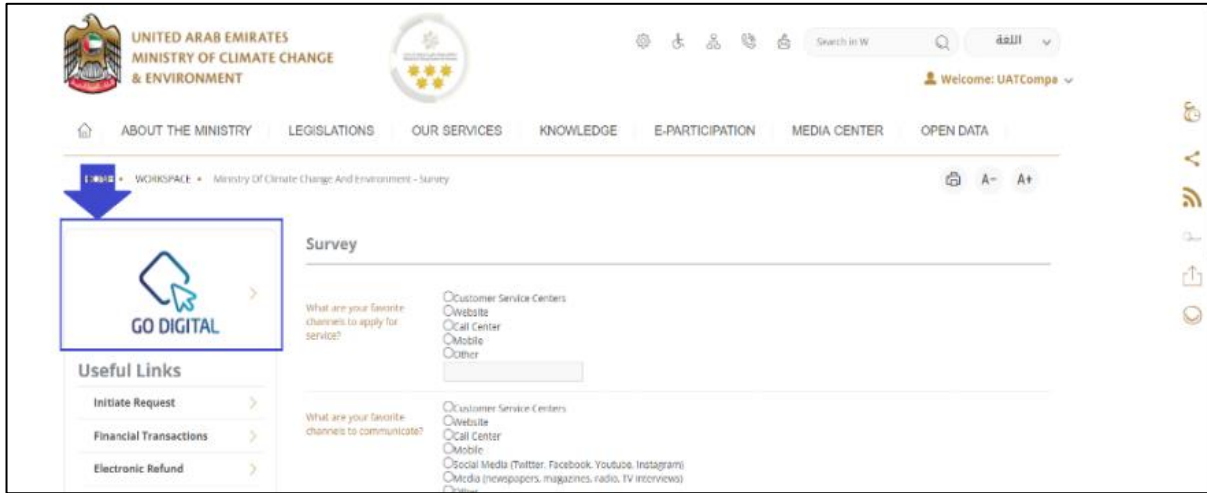 UNITED ARAB EMIRATES
MINISTRY OF CLIMATE CHANGE
& ENVIRONMENT
Search in W
اللغة
Welcome: UATCompa
ABOUT THE MINISTRY
LEGISLATIONS
OUR SERVICES
KNOWLEDGE
E-PARTICIPATION
MEDIA CENTER
OPEN DATA
WORKSPACE • Ministry Of Climate Change And Environment - Survey
A- A+
GO DIGITAL
Useful Links
Initiate Request
Financial Transactions
Electronic Refund
Survey
What are your favorite
channels to apply for
service?
Customer Service Centers
Website
Call Center
Mobile
Other
What are your favorite
channels to communicate?
Customer Service Centers
Website
Call Center
Mobile
Social Media (Twitter, Facebook, Youtube, Instagram)
Media (newspapers, magazines, radio, TV interviews)
Other